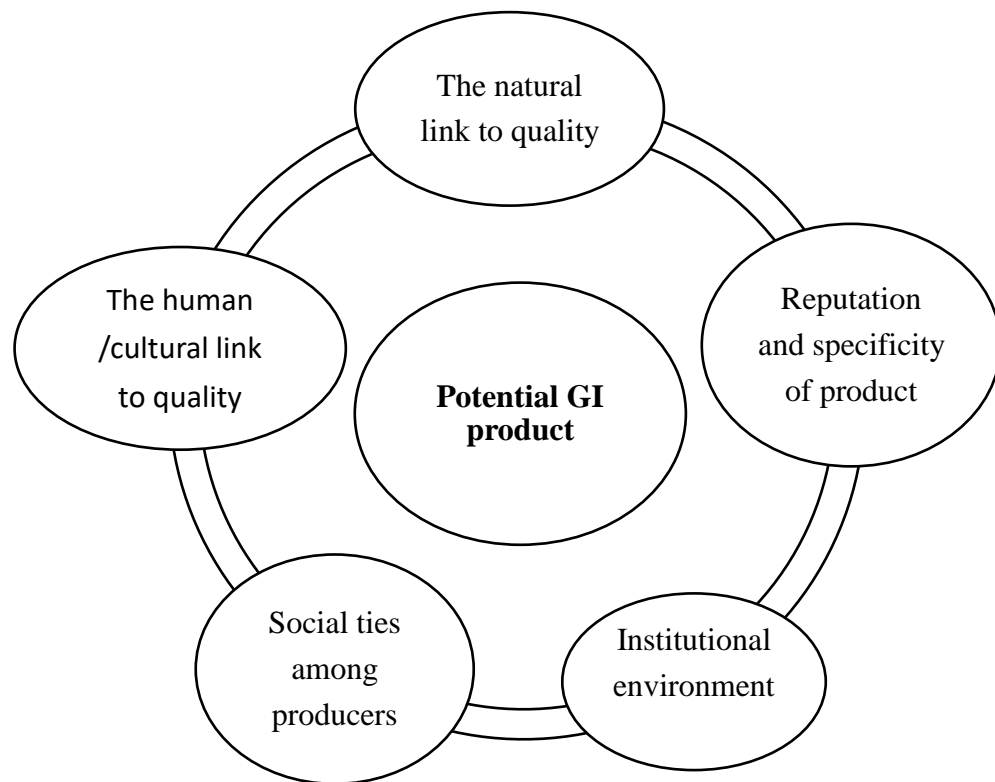 The natural
link to quality
Reputation
and specificity
of product
The human
/cultural link
to quality
Potential GI
product
Social ties
among
producers
Institutional
environment